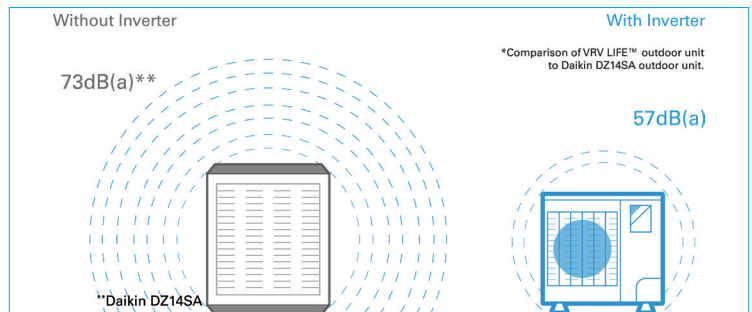 Without Inverter
With Inverter
*Comparison of VRV LIFE™ outdoor unit
to Daikin DZ14SA outdoor unit.
73dB(a)**
57dB(a)
**Daikin DZ14SA